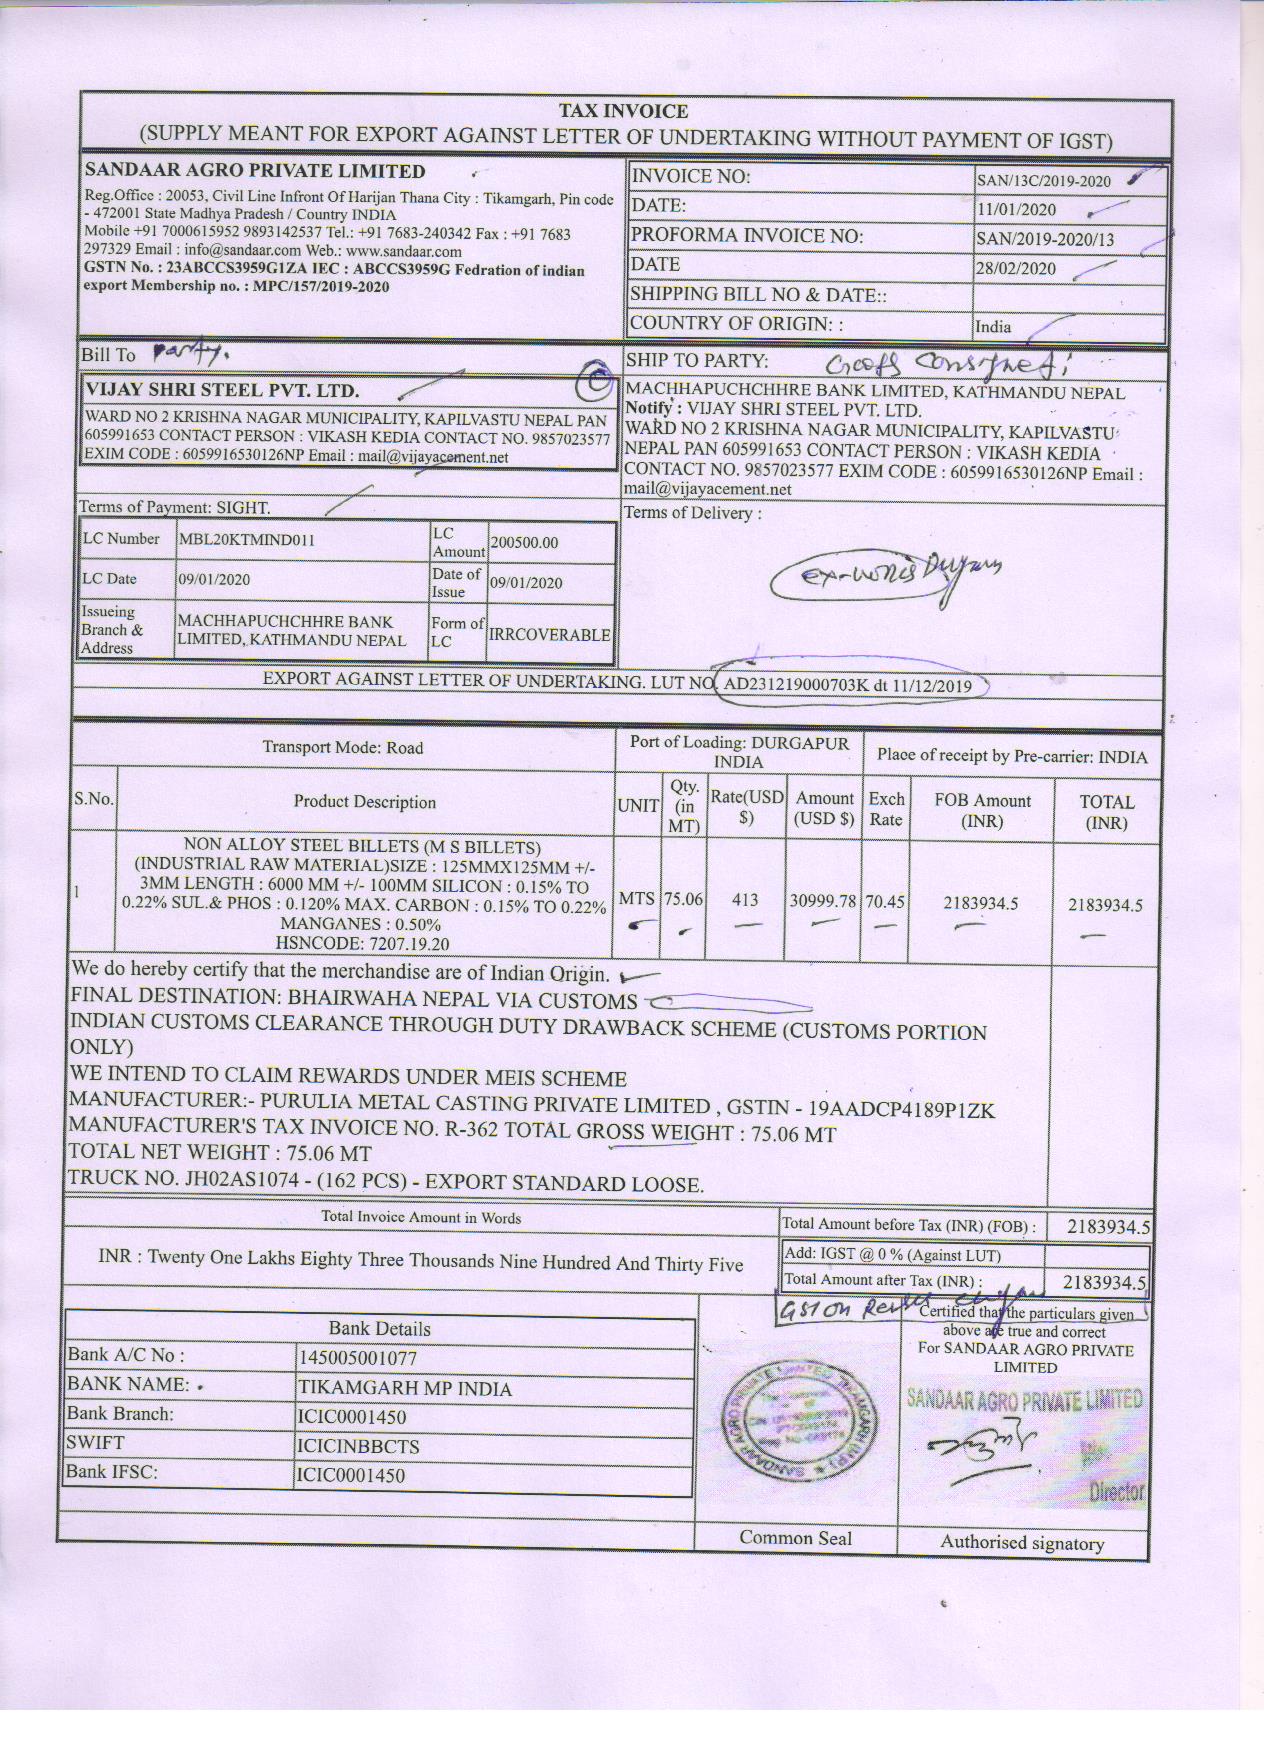 TAX INVOICE
(SUPPLY MEANT FOR EXPORT AGAINST LETTER OF UNDERTAKING WITHOUT PAYMENT OF IGST)
SANDAAR AGRO PRIVATE LIMITED
Reg.Office : 20053, Civil Line Infront Of Harijan Thana City : Tikamgarh, Pin code
- 472001 State Madhya Pradesh / Country INDIA
Mobile +91 7000615952 9893142537 Tel.: +91 7683-240342 Fax : +91 7683
297329 Email : info@sandaar.com Web.: www.sandaar.com
GSTN No. : 23ABCCS3959G1ZA IEC : ABCCS3959G Fedration of indian
export Membership no. : MPC/157/2019-2020
INVOICE NO: SAN/13C/2019-2020
DATE: 11/01/2020
PROFORMA INVOICE NO: SAN/2019-2020/13
DATE 28/02/2020
SHIPPING BILL NO & DATE::
COUNTRY OF ORIGIN: : India
Bill To party.
VIJAY SHRI STEEL PVT. LTD.
C
WARD NO 2 KRISHNA NAGAR MUNICIPALITY, KAPILVASTU NEPAL PAN
605991653 CONTACT PERSON : VIKASH KEDIA CONTACT NO. 9857023577
EXIM CODE : 6059916530126NP Email : mail@vijayacement.net
SHIP TO PARTY:
MACHHAPUCHCHHRE BANK LIMITED, KATHMANDU NEPAL
Notify : VIJAY SHRI STEEL PVT. LTD.
WARD NO 2 KRISHNA NAGAR MUNICIPALITY, KAPILVASTU
NEPAL PAN 605991653 CONTACT PERSON : VIKASH KEDIA
CONTACT NO. 9857023577 EXIM CODE : 6059916530126NP Email :
mail@vijayacement.net
Terms of Payment: SIGHT.
LC Number MBL20KTMIND011 LC Amount 200500.00
LC Date 09/01/2020 Date of Issue 09/01/2020
Issueing Branch & Address MACHHAPUCHCHHRE BANK LIMITED, KATHMANDU NEPAL Form of LC IRRCOVERABLE
Terms of Delivery :
EXPORT AGAINST LETTER OF UNDERTAKING. LUT NO. AD231219000703K dt 11/12/2019
Transport Mode: Road
Port of Loading: DURGAPUR
INDIA
Place of receipt by Pre-carrier: INDIA
S.No. Product Description UNIT Qty. (in MT) Rate(USD $) Amount (USD $) Exch Rate FOB Amount (INR) TOTAL (INR)
1
NON ALLOY STEEL BILLETS (M S BILLETS)
(INDUSTRIAL RAW MATERIAL)SIZE : 125MMX125MM +/-
3MM LENGTH : 6000 MM +/- 100MM SILICON : 0.15% TO
0.22% SUL.& PHOS : 0.120% MAX. CARBON : 0.15% TO 0.22%
MANGANES : 0.50%
HSNCODE: 7207.19.20
MTS 75.06 413 30999.78 70.45 2183934.5 2183934.5
We do hereby certify that the merchandise are of Indian Origin.
FINAL DESTINATION: BHAIRWAHA NEPAL VIA CUSTOMS
INDIAN CUSTOMS CLEARANCE THROUGH DUTY DRAWBACK SCHEME (CUSTOMS PORTION
ONLY)
WE INTEND TO CLAIM REWARDS UNDER MEIS SCHEME
MANUFACTURER:- PURULIA METAL CASTING PRIVATE LIMITED , GSTIN - 19AADCP4189P1ZK
MANUFACTURER'S TAX INVOICE NO. R-362 TOTAL GROSS WEIGHT : 75.06 MT
TOTAL NET WEIGHT : 75.06 MT
TRUCK NO. JH02AS1074 - (162 PCS) - EXPORT STANDARD LOOSE.
Total Invoice Amount in Words
INR : Twenty One Lakhs Eighty Three Thousands Nine Hundred And Thirty Five
Total Amount before Tax (INR) (FOB) : 2183934.5
Add: IGST @ 0 % (Against LUT)
Total Amount after Tax (INR) : 2183934.5
GST on
Bank Details
Bank A/C No : 145005001077
BANK NAME: TIKAMGARH MP INDIA
Bank Branch: ICIC0001450
SWIFT ICICINBBCTS
Bank IFSC: ICIC0001450
Certified that the particulars given
above are true and correct
For SANDAAR AGRO PRIVATE
LIMITED
SANDAAR AGRO PRIVATE LIMITED
Director
Common Seal
Authorised signatory